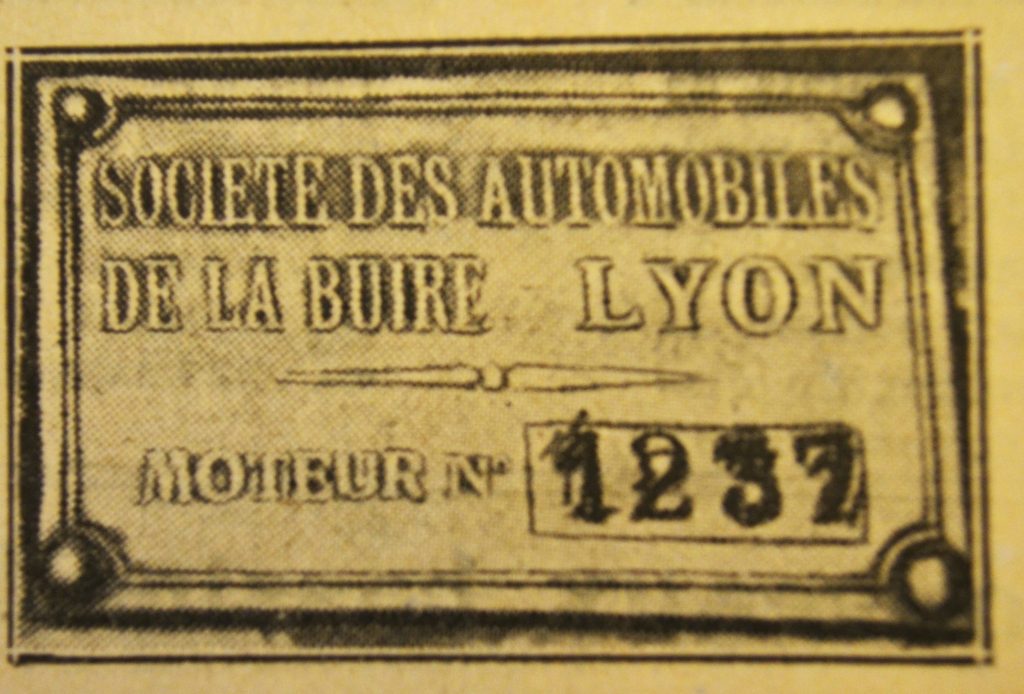 SOCIETE DES AUTOMOBILES
DE LA BUIRE LYON
MOTEUR N° 1237